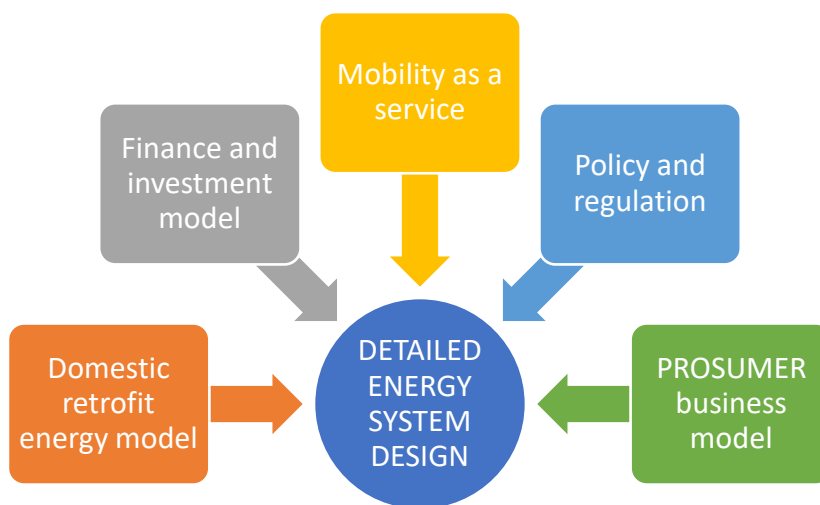 Mobility as a
service
Finance and
investment
model
Policy and
regulation
Domestic
retrofit
energy model
DETAILED
ENERGY
SYSTEM
DESIGN
PROSUMER
business
model